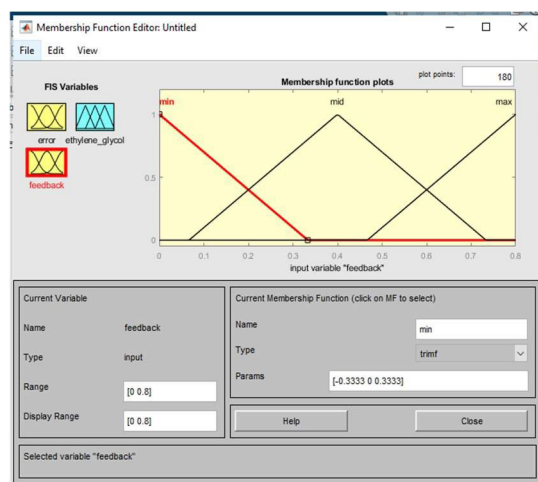 Membership Function Editor: Untitled
File Edit View
FIS Variables
Membership function plots
plot points: 180
error ethylene_glycol
feedback
min mid max
1
0.5
0
0 0.1 0.2 0.3 0.4 0.5 0.6 0.7 0.8
input variable "feedback"
Current Variable
Name feedback
Type input
Range [0 0.8]
Display Range [0 0.8]
Current Membership Function (click on MF to select)
Name min
Type trimf
Params [-0.3333 0 0.3333]
Help Close
Selected variable "feedback"